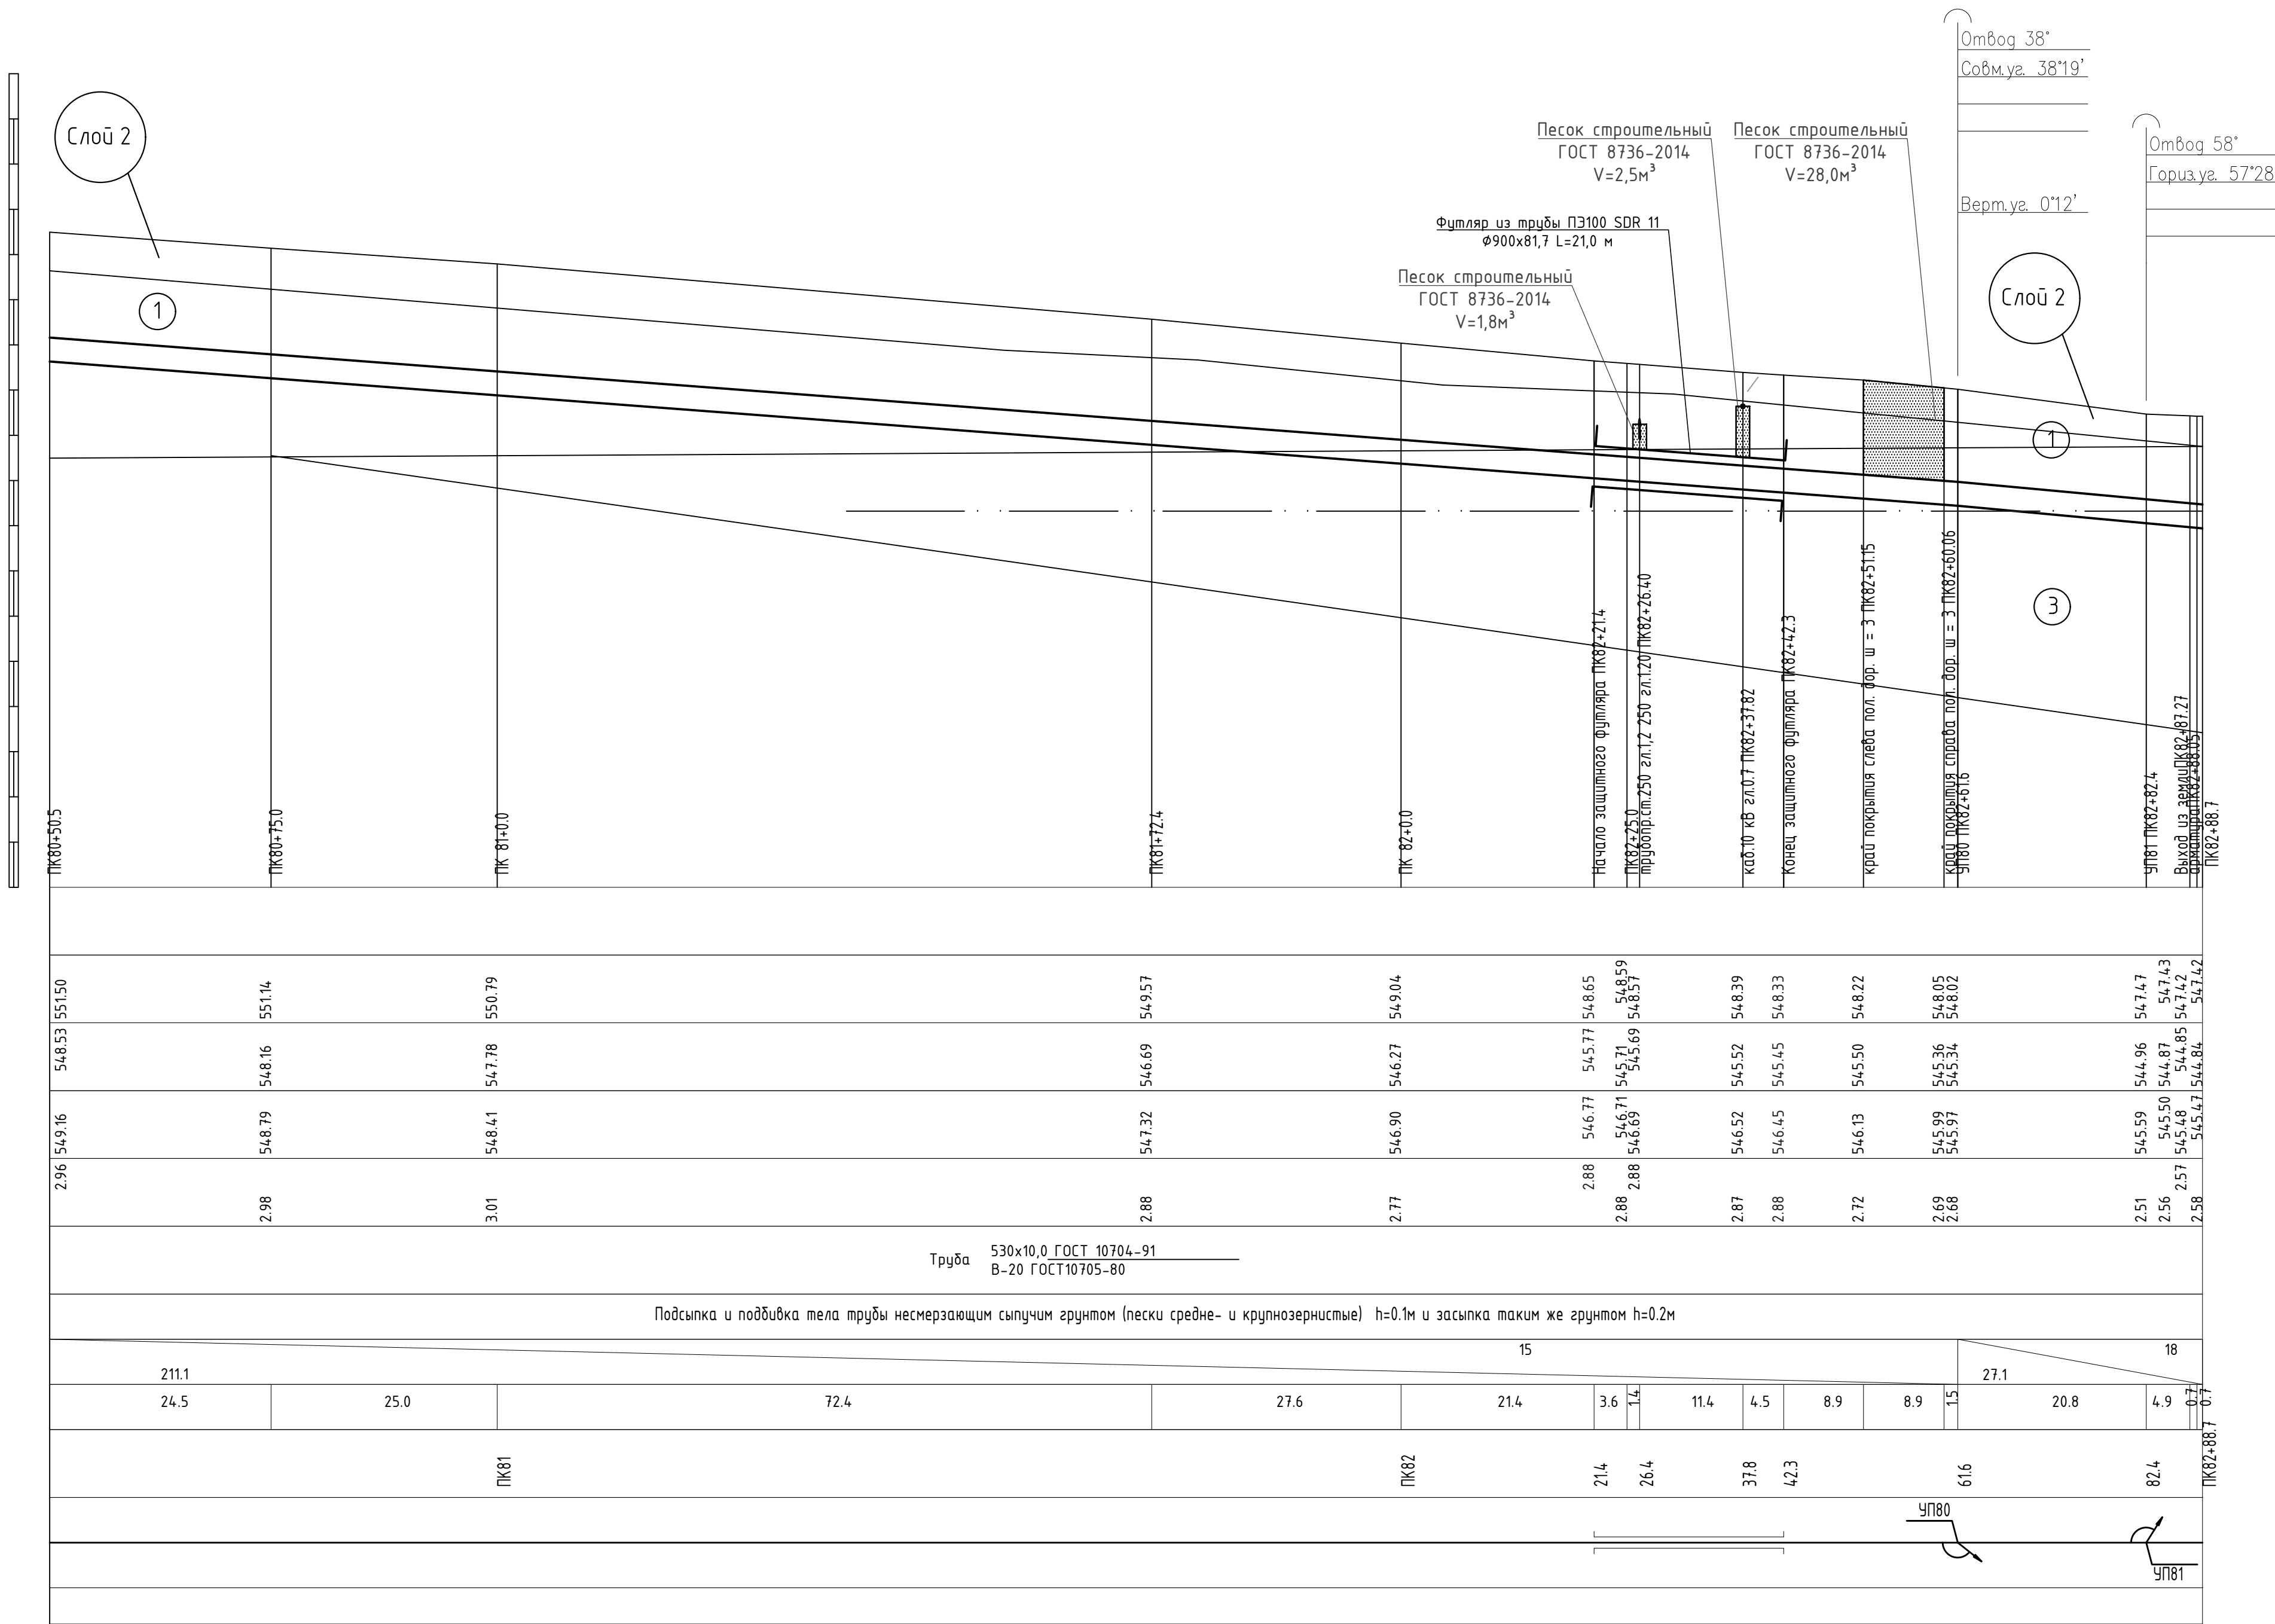 Отвод 38°
Совм.уг. 38°19'
Верт.уг. 0°12'
Отвод 58°
Гориз.уг. 57°28
Слой 2
Песок строительный
ГОСТ 8736-2014
V=2,5м³
Песок строительный
ГОСТ 8736-2014
V=28,0м³
Футляр из трубы ПЭ100 SDR 11
Ф900х81,7 L=21,0 м
Песок строительный
ГОСТ 8736-2014
V=1,8м³
Слой 2
1
1
3
ПК80+50.5
ПК80+75.0
ПК 81+0.0
ПК81+72.4
ПК 82+0.0
Начало защитного футляра ПК82+21.4
ПК82+25.0
трубопр.ст.250 гл.1,2 250 гл.1.20 ПК82+26.40
каб.10 кВ гл.0.7 ПК82+37.82
Конец защитного футляра ПК82+42.3
край покрытия слева пол. дор. ш = 3 ПК82+51.15
край покрытия справа пол. дор. ш = 3 ПК82+60.06
УП80 ПК82+61.6
УП81 ПК82+82.4
Выход из земли ПК82+87.27
арматура ПК82+88.05
ПК82+88.7
551.50 551.14 550.79 549.57 549.04 548.65 548.59 548.57 548.39 548.33 548.22 548.05 548.02 547.47 547.43 547.42 547.42
548.53 548.16 547.78 546.69 546.27 545.77 545.71 545.69 545.52 545.45 545.50 545.36 545.34 544.96 544.87 544.85 544.84
549.16 548.79 548.41 547.32 546.90 546.77 546.71 546.69 546.52 546.45 546.13 545.99 545.97 545.59 545.50 545.48 545.47
2.96 2.98 3.01 2.88 2.77 2.88 2.88 2.88 2.87 2.88 2.72 2.69 2.68 2.51 2.56 2.57 2.58
Труба 530х10,0 ГОСТ 10704-91
В-20 ГОСТ10705-80
Подсыпка и подбивка тела трубы несмерзающим сыпучим грунтом (пески средне- и крупнозернистые) h=0.1м и засыпка таким же грунтом h=0.2м
15 18
211.1 27.1
24.5 25.0 72.4 27.6 21.4 3.6 1.4 11.4 4.5 8.9 8.9 1.5 20.8 4.9 0.7 0.7
ПК81 ПК82 21.4 26.4 37.8 42.3 61.6 82.4 ПК82+88.7
УП80
УП81